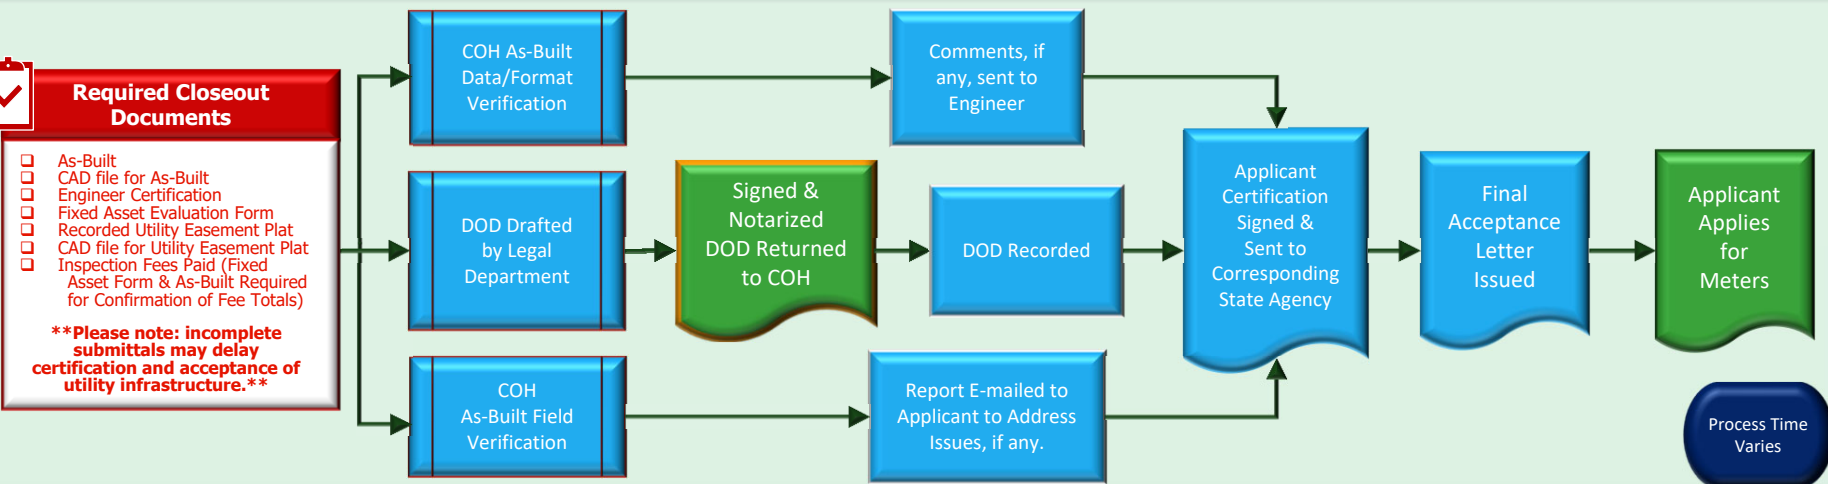 Required Closeout
Documents
As-Built
CAD file for As-Built
Engineer Certification
Fixed Asset Evaluation Form
Recorded Utility Easement Plat
CAD file for Utility Easement Plat
Inspection Fees Paid (Fixed
Asset Form & As-Built Required
for Confirmation of Fee Totals)
**Please note: incomplete
submittals may delay
certification and acceptance of
utility infrastructure.**
COH As-Built
Data/Format
Verification
Comments, if
any, sent to
Engineer
DOD Drafted
by Legal
Department
Signed &
Notarized
DOD Returned
to COH
DOD Recorded
COH
As-Built Field
Verification
Report E-mailed to
Applicant to Address
Issues, if any.
Applicant
Certification
Signed &
Sent to
Corresponding
State Agency
Final
Acceptance
Letter
Issued
Applicant
Applies
for
Meters
Process Time
Varies